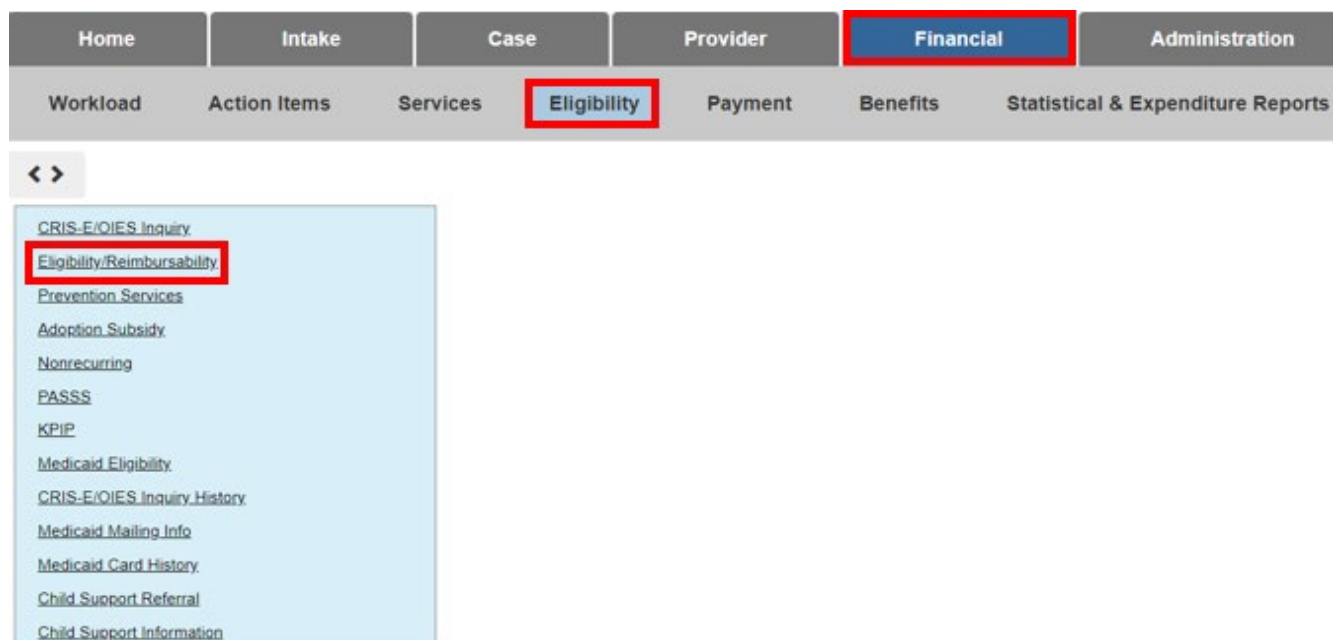 Home Intake Case Provider Financial Administration
Workload Action Items Services Eligibility Payment Benefits Statistical & Expenditure Reports
CRIS-E/OIES Inquiry
Eligibility/Reimbursability
Prevention Services
Adoption Subsidy
Nonrecurring
PASSS
KPIP
Medicaid Eligibility
CRIS-E/OIES Inquiry History
Medicaid Mailing Info
Medicaid Card History
Child Support Referral
Child Support Information